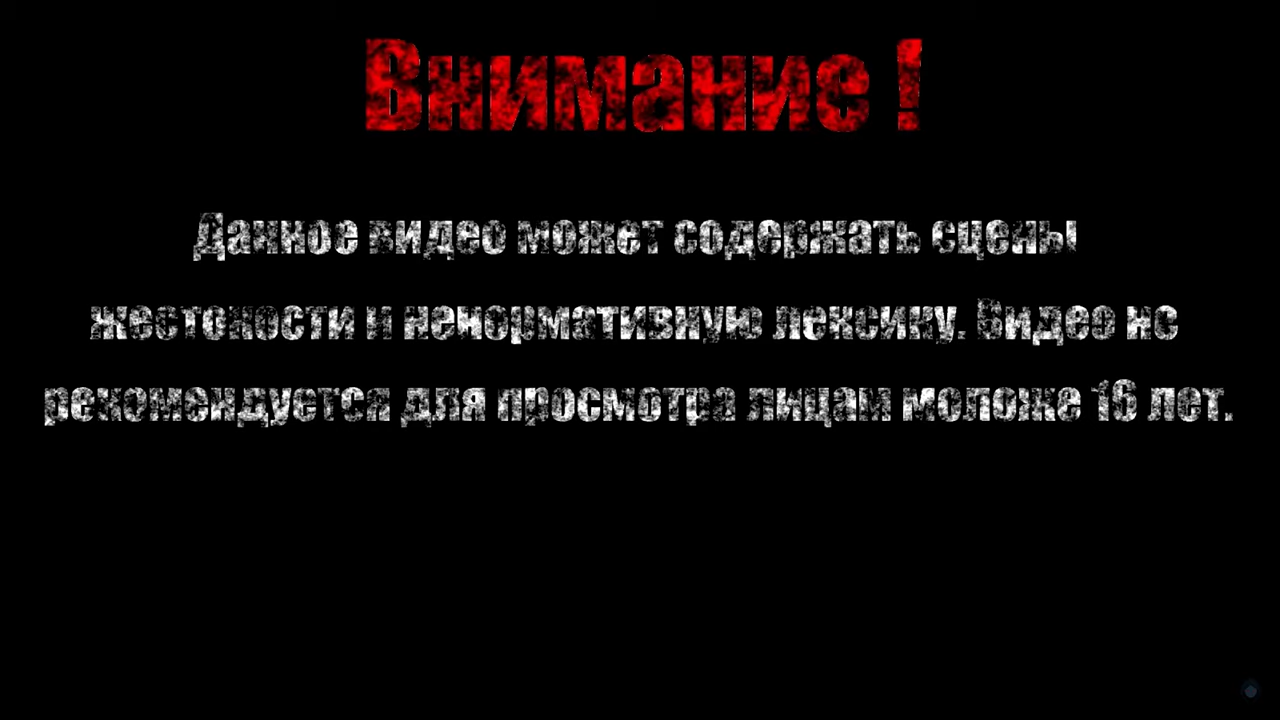 Внимание !
Данное видео может содержать сцены
жестокости и ненормативную лексику. Видео не
рекомендуется для просмотра лицам моложе 16 лет.